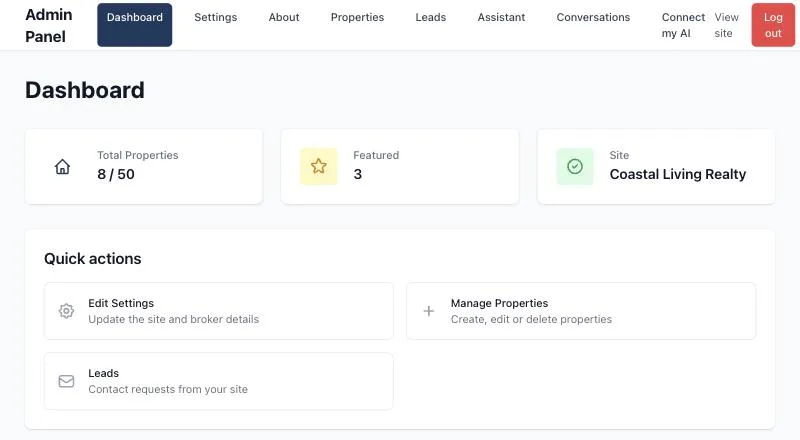 Admin Panel
Dashboard
Settings
About
Properties
Leads
Assistant
Conversations
Connect my AI
View site
Log out
Dashboard
Total Properties
8 / 50
Featured
3
Site
Coastal Living Realty
Quick actions
Edit Settings
Update the site and broker details
Manage Properties
Create, edit or delete properties
Leads
Contact requests from your site